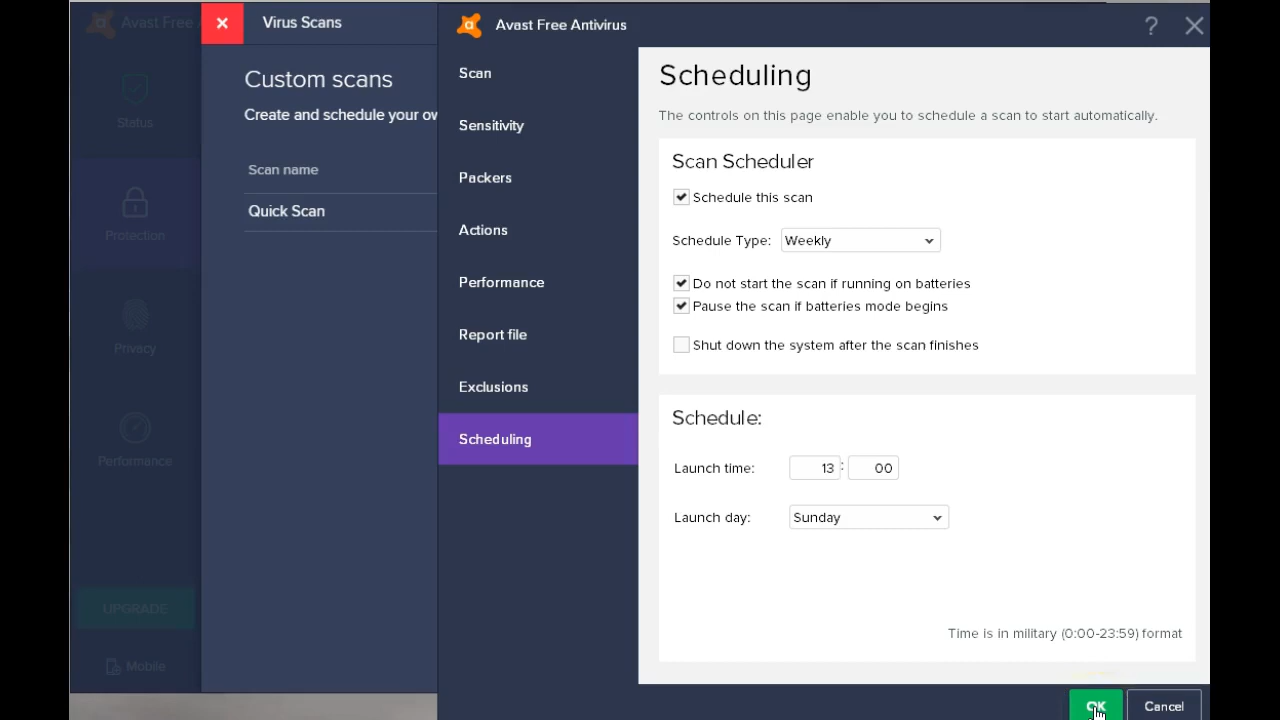 Avast Free
Virus Scans
Avast Free Antivirus
?
Status
Protection
Privacy
Performance
UPGRADE
Mobile
Custom scans
Create and schedule your ow
Scan name
Quick Scan
Scan
Sensitivity
Packers
Actions
Performance
Report file
Exclusions
Scheduling
Scheduling
The controls on this page enable you to schedule a scan to start automatically.
Scan Scheduler
Schedule this scan
Schedule Type: Weekly
Do not start the scan if running on batteries
Pause the scan if batteries mode begins
Shut down the system after the scan finishes
Schedule:
Launch time: 13 : 00
Launch day: Sunday
Time is in military (0:00-23:59) format
OK
Cancel